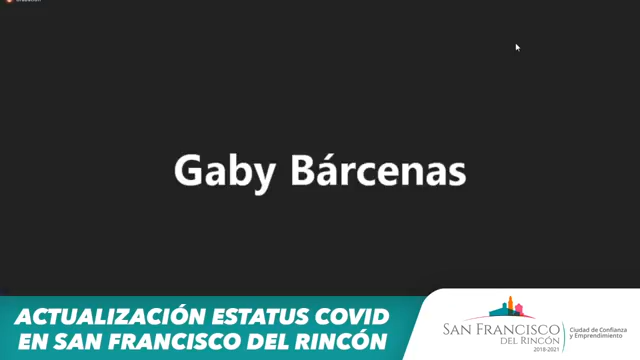 Gaby Bárcenas
ACTUALIZACIÓN ESTATUS COVID
EN SAN FRANCISCO DEL RINCÓN
SAN FRANCISCO
DEL RINCÓN
2018-2021
Ciudad de Confianza
y Emprendimiento